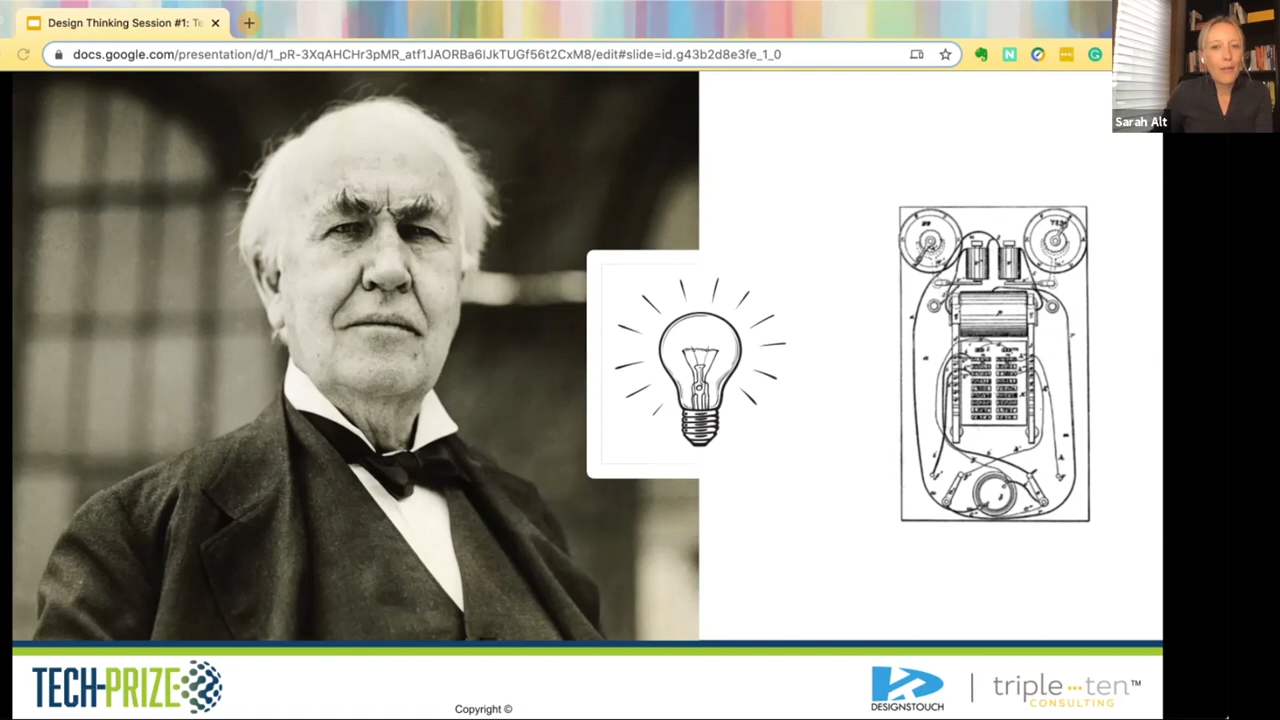 Design Thinking Session #1: Te
docs.google.com/presentation/d/1_pR-3XqAHCHr3pMR_atf1JAORBa6IJkTUGf56t2CxM8/edit#slide=id.g43b2d8e3fe_1_0
Sarah Alt
TECH-PRIZE
Copyright ©
DESIGNSTOUCH
triple ten™
CONSULTING